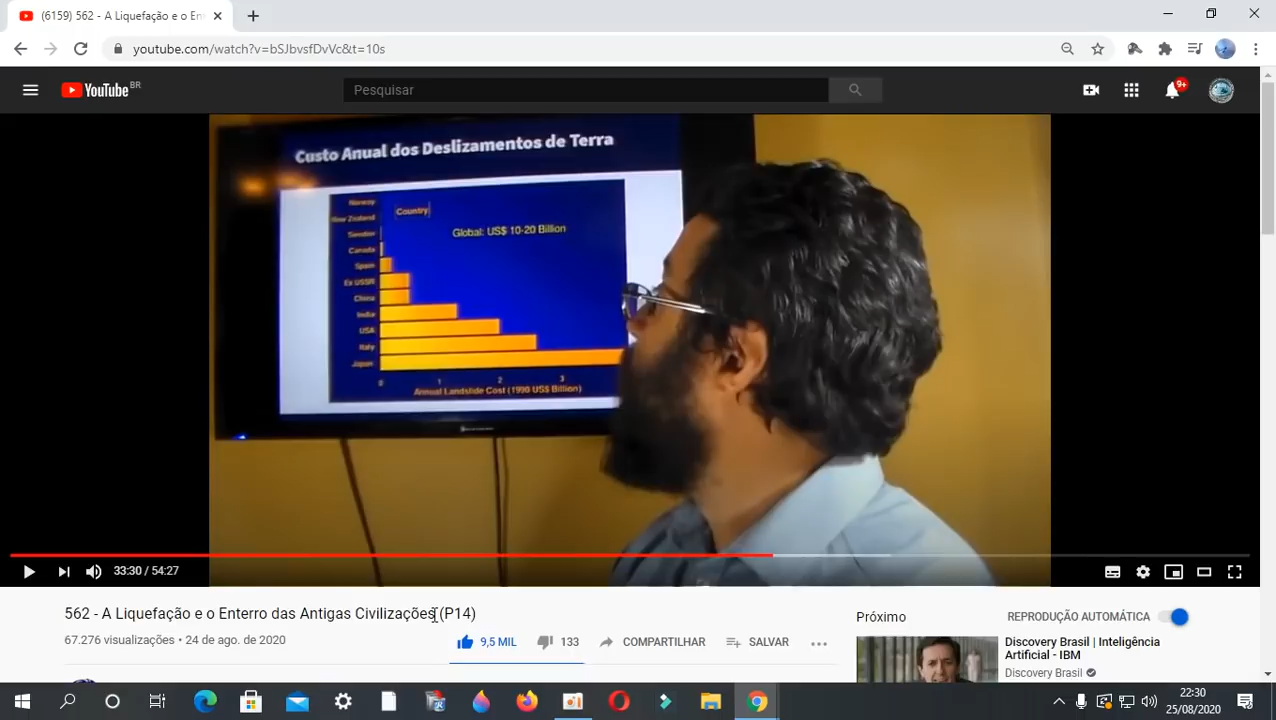 (6159) 562 - A Liquefação e o En
youtube.com/watch?v=bSJbvsfDvVc&t=10s
YouTube BR
Pesquisar
9+
Custo Anual dos Deslizamentos de Terra
Norway
New Zealand
Sweden
Canada
Spain
Ex USSR
China
India
USA
Italy
Japan
Country
Global: US$ 10-20 Billion
0 1 2 3
Annual Landslide Cost (1990 US$ Billion)
33:30 / 54:27
562 - A Liquefação e o Enterro das Antigas Civilizações (P14)
67.276 visualizações • 24 de ago. de 2020
9,5 MIL
133
COMPARTILHAR
SALVAR
Próximo
REPRODUÇÃO AUTOMÁTICA
Discovery Brasil | Inteligência
Artificial - IBM
Discovery Brasil
22:30
25/08/2020